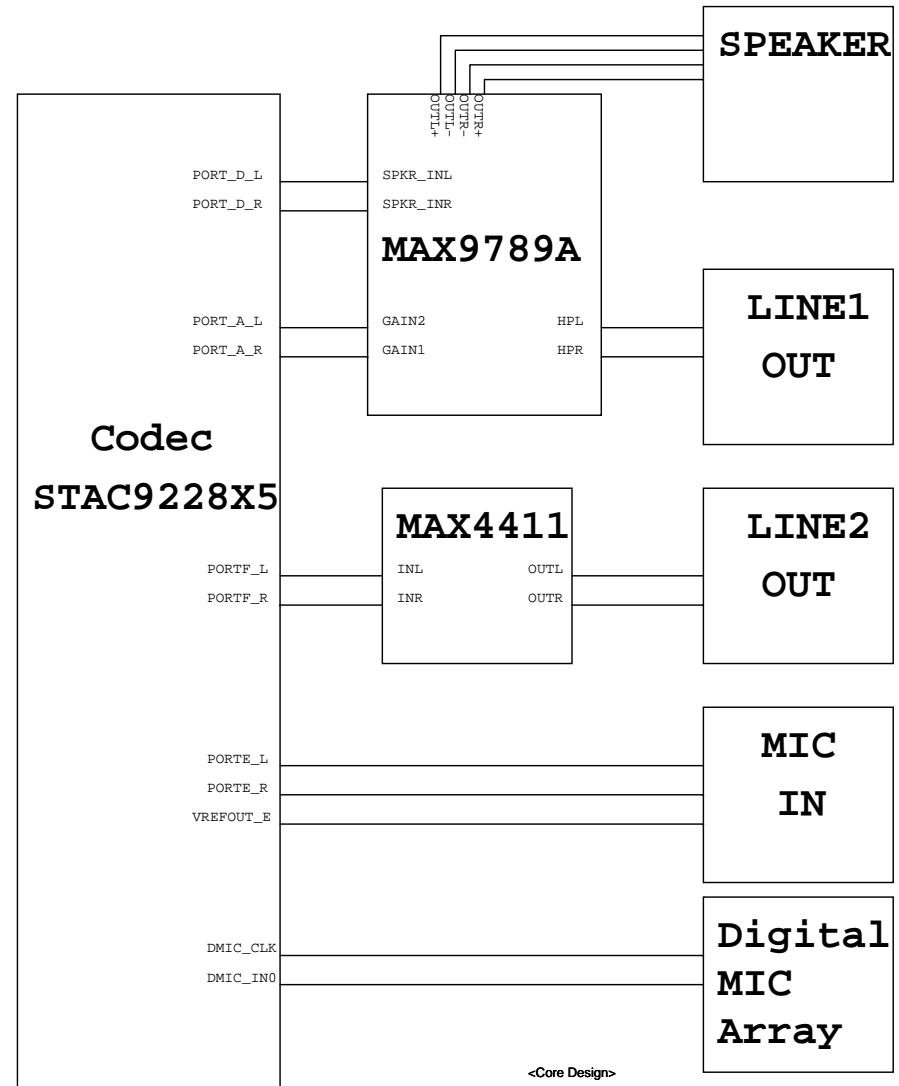 SPEAKER
OUTL+
OUTL-
OUTR-
OUTR+
PORT_D_L
SPKR_INL
PORT_D_R
SPKR_INR
MAX9789A
PORT_A_L
GAIN2
HPL
PORT_A_R
GAIN1
HPR
LINE1
OUT
Codec
STAC9228X5
MAX4411
LINE2
PORTF_L
INL
OUTL
OUT
PORTF_R
INR
OUTR
MIC
IN
PORTE_L
PORTE_R
VREFOUT_E
Digital
MIC
Array
DMIC_CLK
DMIC_IN0
<Core Design>